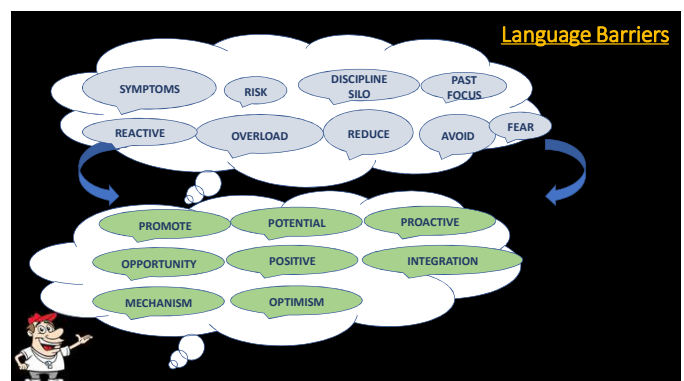 Language Barriers
SYMPTOMS
RISK
DISCIPLINE
SILO
PAST
FOCUS
REACTIVE
OVERLOAD
REDUCE
AVOID
FEAR
PROMOTE
POTENTIAL
PROACTIVE
OPPORTUNITY
POSITIVE
INTEGRATION
MECHANISM
OPTIMISM